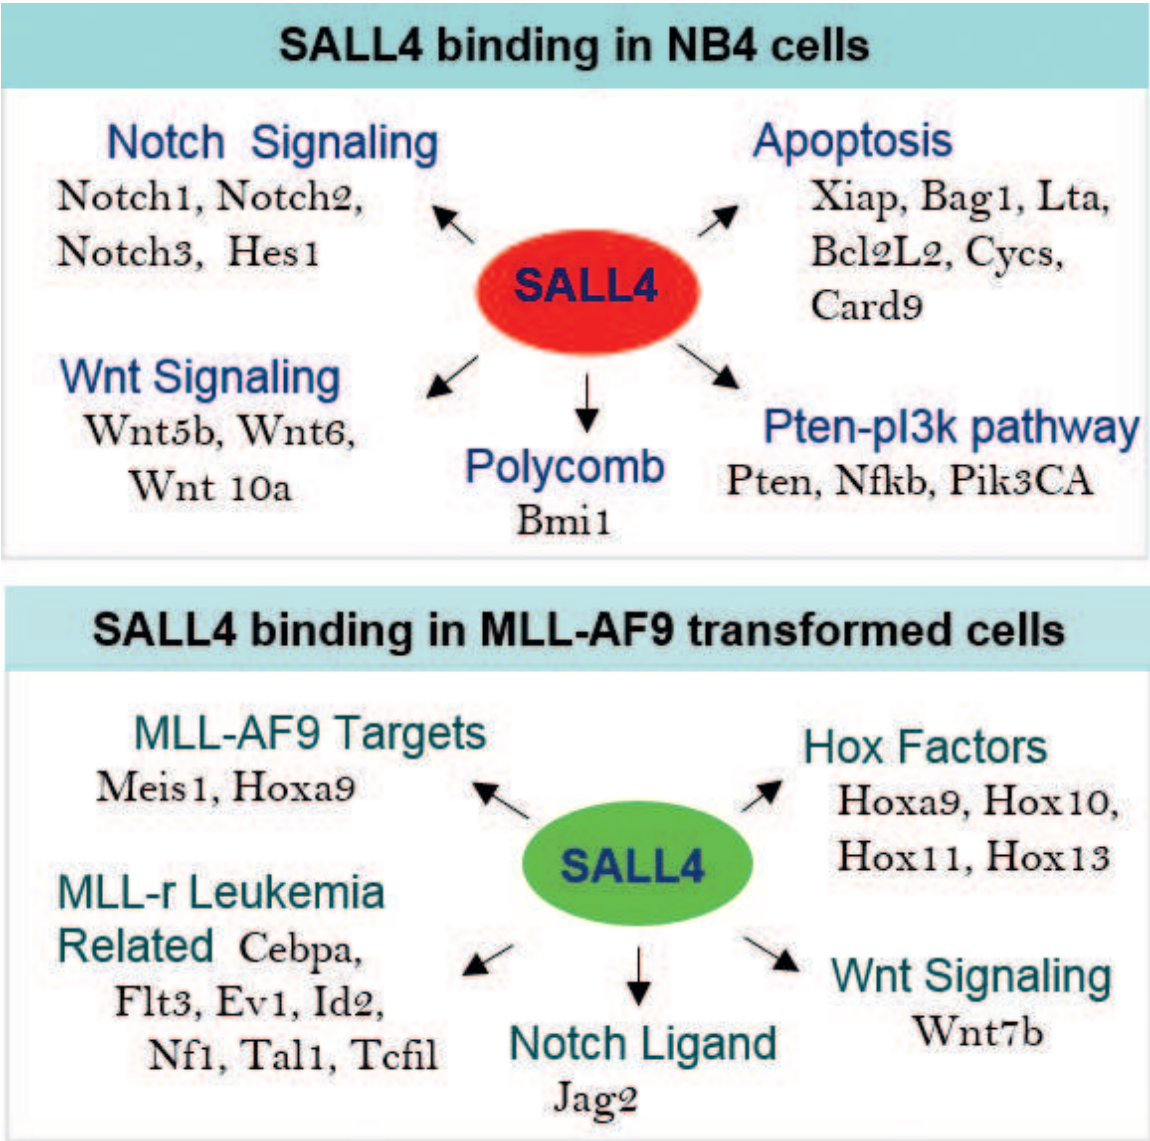 SALL4 binding in NB4 cells
Notch Signaling
Notch1, Notch2,
Notch3, Hes1
Apoptosis
Xiap, Bag1, Lta,
Bcl2L2, Cycs,
Card9
SALL4
Wnt Signaling
Wnt5b, Wnt6,
Wnt 10a
Polycomb
Bmi1
Pten-pI3k pathway
Pten, Nfkb, Pik3CA
SALL4 binding in MLL-AF9 transformed cells
MLL-AF9 Targets
Meis1, Hoxa9
Hox Factors
Hoxa9, Hox10,
Hox11, Hox13
SALL4
MLL-r Leukemia
Related Cebpa,
Flt3, Ev1, Id2,
Nf1, Tal1, Tcfil
Notch Ligand
Jag2
Wnt Signaling
Wnt7b